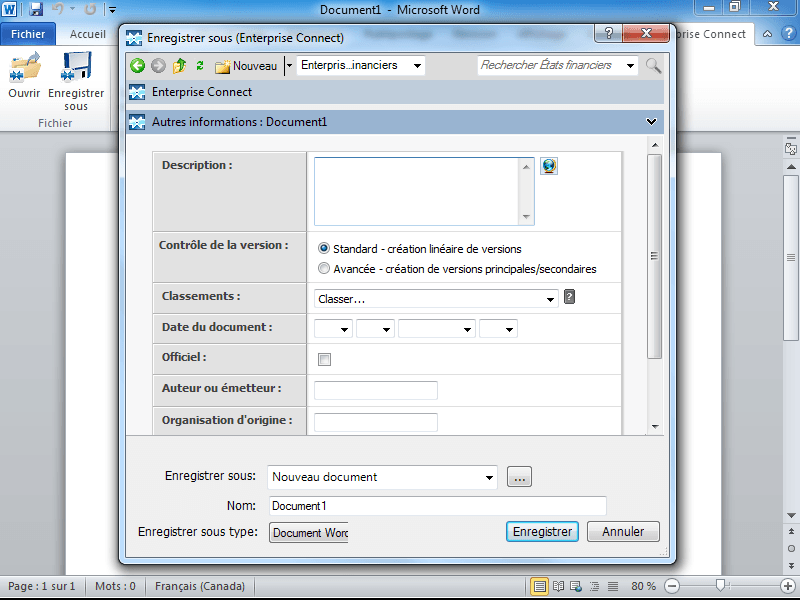 Document1 - Microsoft Word
Fichier
Accueil
prise Connect
Ouvrir
Enregistrer sous
Fichier
Enregistrer sous (Enterprise Connect)
Nouveau
Enterpris...inanciers
Rechercher États financiers
Enterprise Connect
Autres informations : Document1
Description :
Contrôle de la version :
Standard - création linéaire de versions
Avancée - création de versions principales/secondaires
Classements :
Classer...
Date du document :
Officiel :
Auteur ou émetteur :
Organisation d'origine :
Enregistrer sous:
Nouveau document
...
Nom:
Document1
Enregistrer sous type:
Document Word
Enregistrer
Annuler
Page : 1 sur 1
Mots : 0
Français (Canada)
80 %